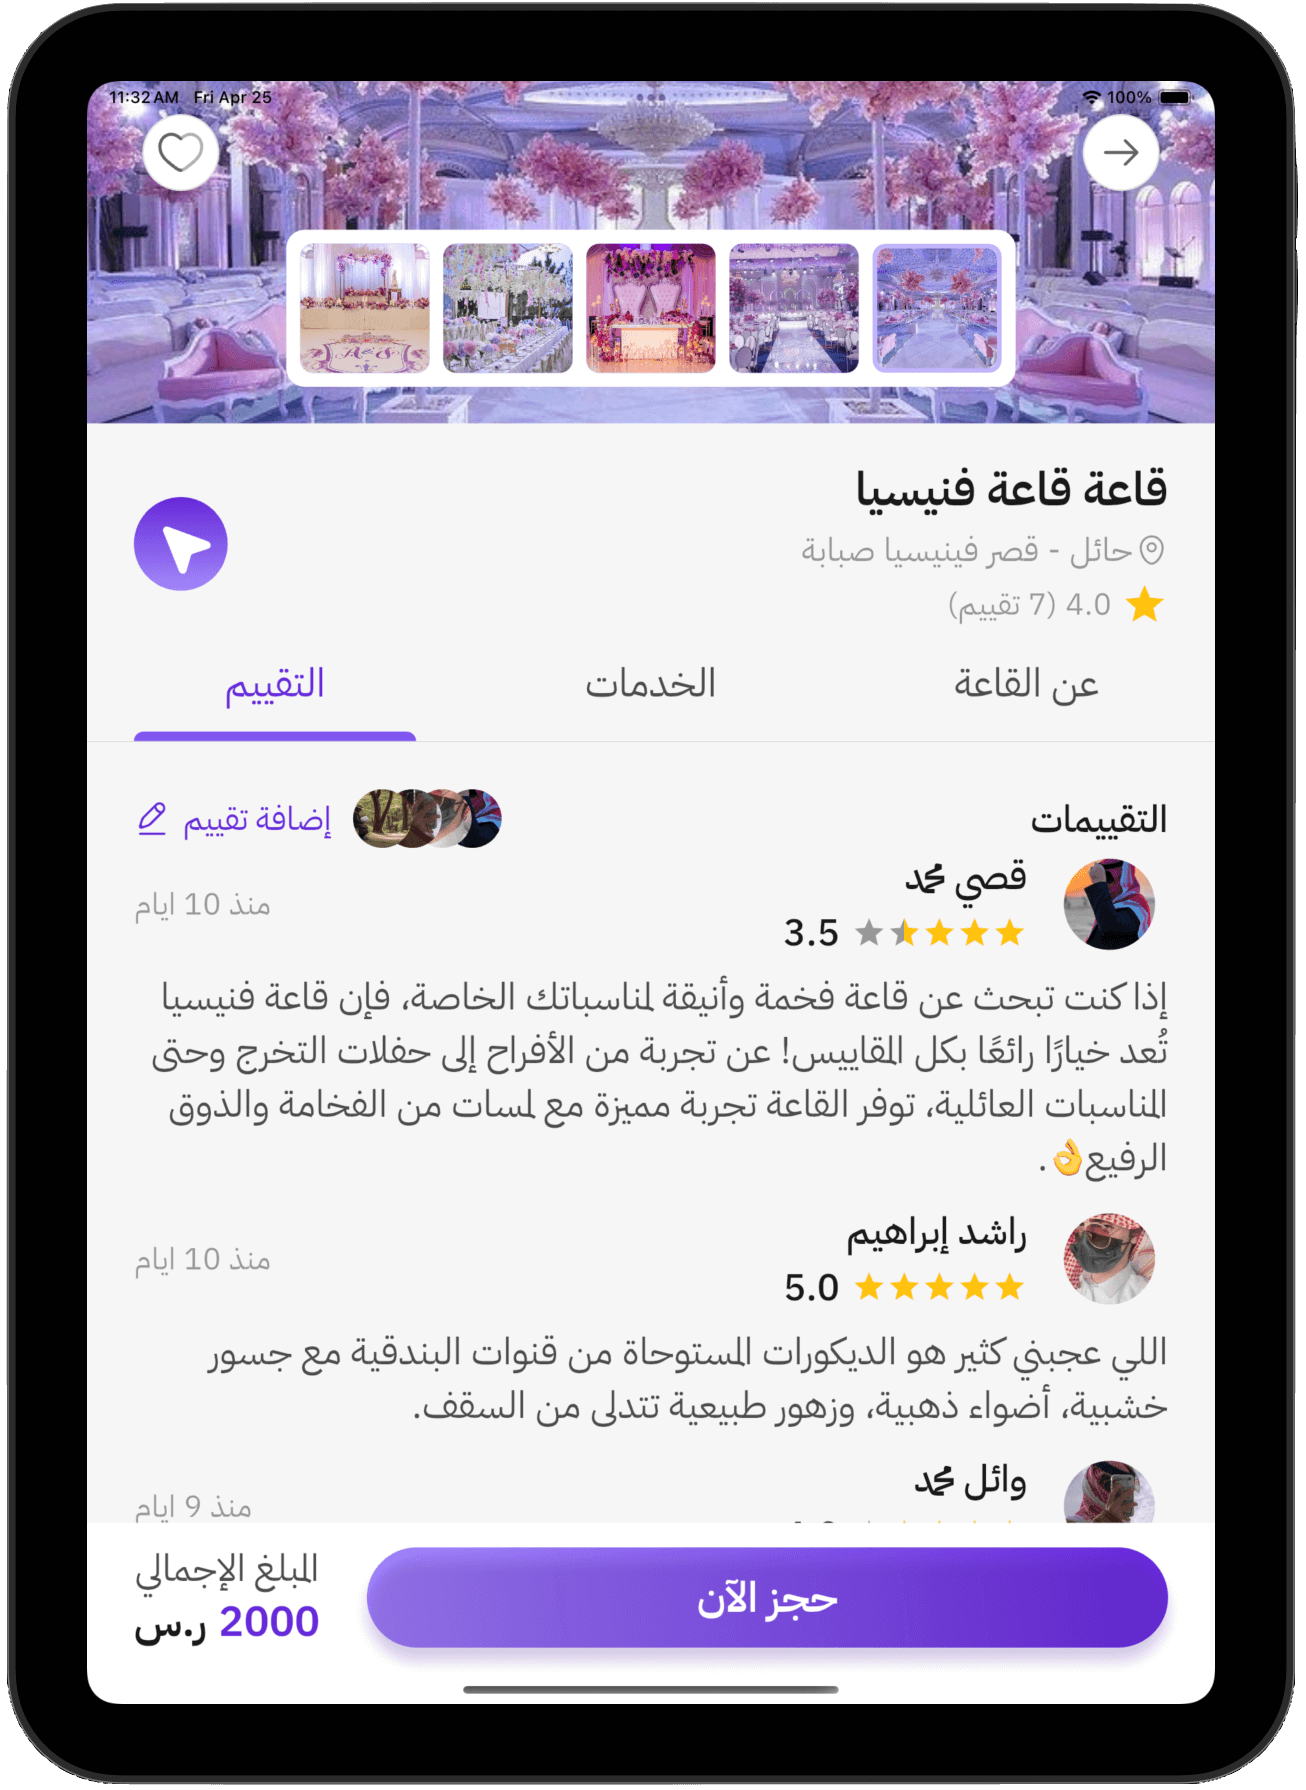 11:32 AM Fri Apr 25
100%
قاعة قاعة فنيسيا
حائل - قصر فينيسيا صبابة
4.0 (7 تقييم)
عن القاعة
الخدمات
التقييم
التقييمات
إضافة تقييم
قصي محمد
منذ 10 ايام
3.5
إذا كنت تبحث عن قاعة فخمة وأنيقة لمناسباتك الخاصة، فإن قاعة فنيسيا
تُعد خيارًا رائعًا بكل المقاييس! عن تجربة من الأفراح إلى حفلات التخرج وحتى
المناسبات العائلية، توفر القاعة تجربة مميزة مع لمسات من الفخامة والذوق
الرفيع👌.
راشد إبراهيم
منذ 10 ايام
5.0
اللي عجبني كثير هو الديكورات المستوحاة من قنوات البندقية مع جسور
خشبية، أضواء ذهبية، وزهور طبيعية تتدلى من السقف.
وائل محمد
منذ 9 ايام
حجز الآن
المبلغ الإجمالي
2000 ر.س